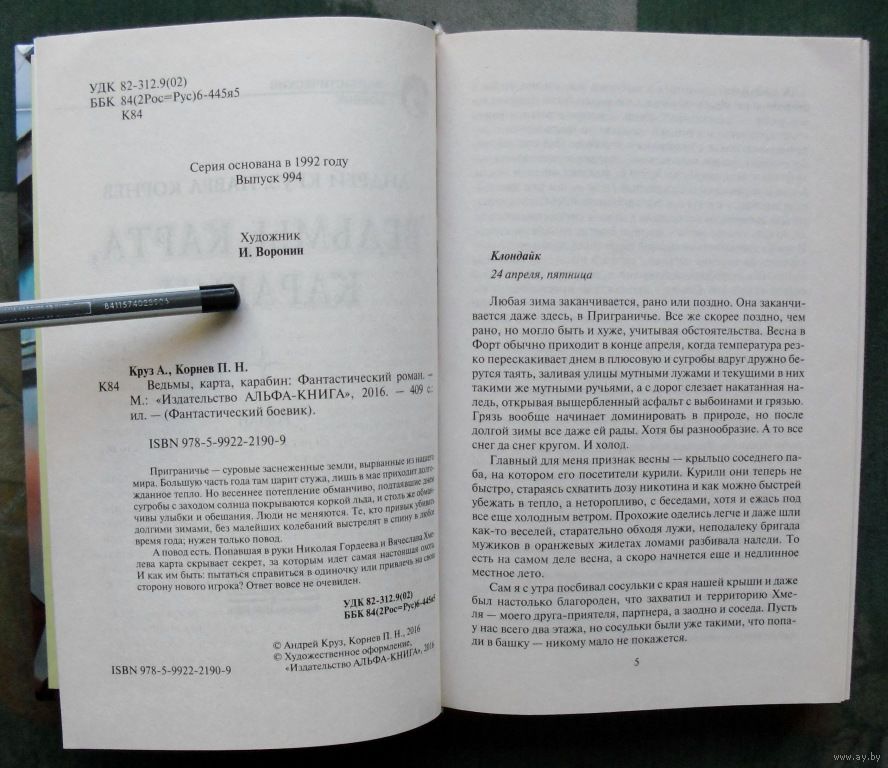 УДК 82-312.9(02)
ББК 84(2Рос=Рус)6-445я5
К84
Серия основана в 1992 году
Выпуск 994
Художник
И. Воронин
8411574028906
Круз А., Корнев П. Н.
К84 Ведьмы, карта, карабин: Фантастический роман. —
М.: «Издательство АЛЬФА-КНИГА», 2016. — 409 с.:
ил. — (Фантастический боевик).
ISBN 978-5-9922-2190-9
Приграничье — суровые заснеженные земли, вырванные из нашего
мира. Большую часть года там царит стужа, лишь в мае приходит долго-
жданное тепло. Но весеннее потепление обманчиво, подтаявшие днем
сугробы с заходом солнца покрываются коркой льда, и столь же обман-
чивы улыбки и обещания. Люди не меняются. Те, кто привык убивать
долгими зимами, без малейших колебаний выстрелят в спину в любое
время года; нужен только повод.
А повод есть. Попавшая в руки Николая Гордеева и Вячеслава Хме-
лева карта скрывает секрет, за которым идет самая настоящая охота.
И как им быть: пытаться справиться в одиночку или привлечь на свою
сторону нового игрока? Ответ вовсе не очевиден.
УДК 82-312.9(02)
ББК 84(2Рос=Рус)6-445я5
© Андрей Круз, Корнев П. Н., 2016
© Художественное оформление,
«Издательство АЛЬФА-КНИГА», 2016
ISBN 978-5-9922-2190-9
Клондайк
24 апреля, пятница
Любая зима заканчивается, рано или поздно. Она заканчи-
вается даже здесь, в Приграничье. Все же скорее поздно, чем
рано, но могло быть и хуже, учитывая обстоятельства. Весна в
Форт обычно приходит в конце апреля, когда температура рез-
ко перескакивает днем в плюсовую и сугробы вдруг дружно бе-
рутся таять, заливая улицы мутными лужами и текущими в них
такими же мутными ручьями, а с дорог слезает накатанная на-
ледь, открывая выщербленный асфальт с выбоинами и грязью.
Грязь вообще начинает доминировать в природе, но после
долгой зимы все даже ей рады. Хотя бы разнообразие. А то все
снег да снег кругом. И холод.
Главный для меня признак весны — крыльцо соседнего па-
ба, на котором его посетители курили. Курили они теперь не
быстро, стараясь схватить дозу никотина и как можно быстрей
убежать в тепло, а неторопливо, с беседами, хотя и ежась под
все еще холодным ветром. Прохожие оделись легче и даже шли
как-то веселей, старательно обходя лужи, неподалеку бригада
мужиков в оранжевых жилетах ломами разбивала наледи. То
есть на самом деле весна, а скоро начнется еще и недлинное
местное лето.
Сам я с утра посбивал сосульки с края нашей крыши и даже
был настолько благороден, что захватил и территорию Хме-
ля — моего друга-приятеля, партнера, а заодно и соседа. Пусть
у нас всего два этажа, но сосульки были уже такими, что попа-
ди в башку — никому мало не покажется.
5
www.ay.by